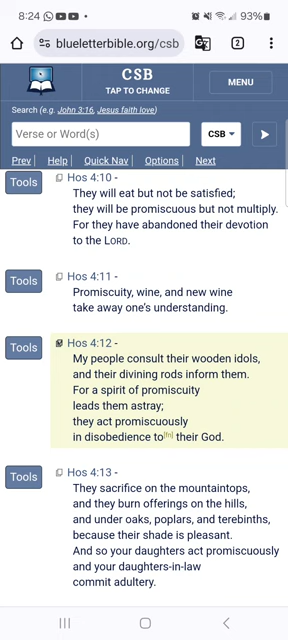 8:24
93%
blueletterbible.org/csb
2
CSB
TAP TO CHANGE
MENU
Search (e.g. John 3:16, Jesus faith love)
Verse or Word(s)
CSB
Prev | Help | Quick Nav | Options | Next
Tools
Hos 4:10 -
They will eat but not be satisfied;
they will be promiscuous but not multiply.
For they have abandoned their devotion
to the LORD.
Tools
Hos 4:11 -
Promiscuity, wine, and new wine
take away one's understanding.
Tools
Hos 4:12 -
My people consult their wooden idols,
and their divining rods inform them.
For a spirit of promiscuity
leads them astray;
they act promiscuously
in disobedience to[fn] their God.
Tools
Hos 4:13 -
They sacrifice on the mountaintops,
and they burn offerings on the hills,
and under oaks, poplars, and terebinths,
because their shade is pleasant.
And so your daughters act promiscuously
and your daughters-in-law
commit adultery.